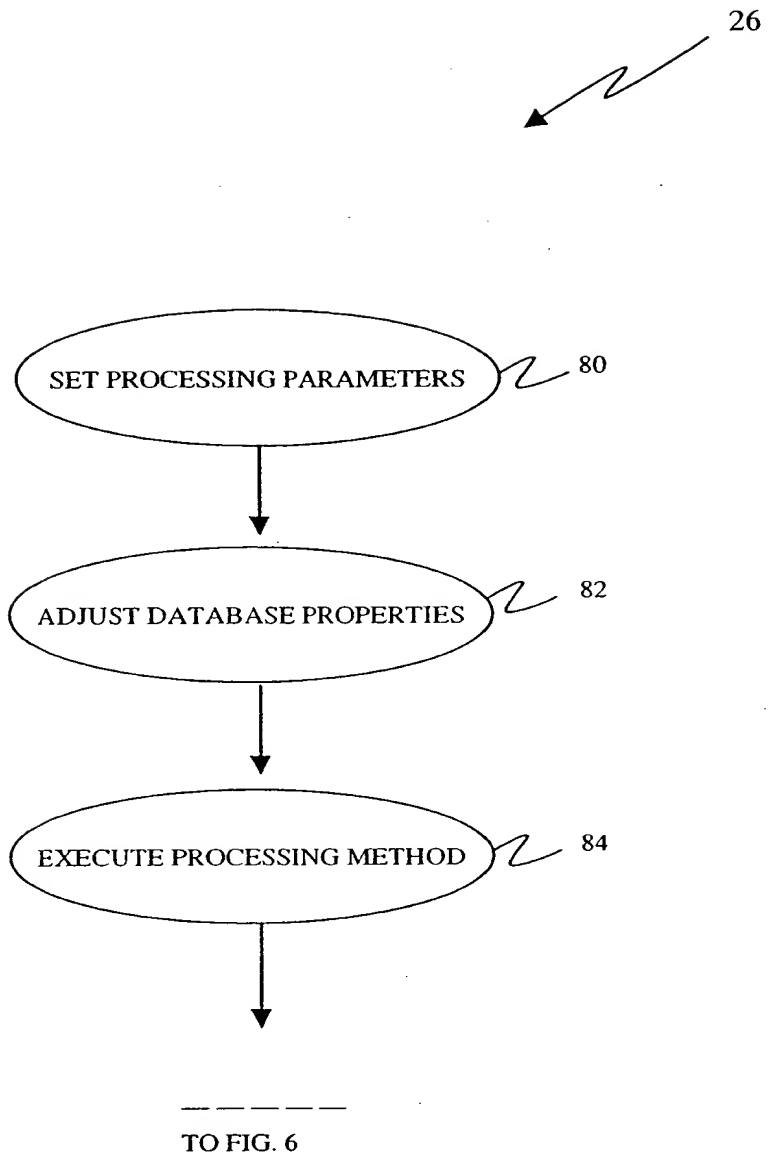 26
SET PROCESSING PARAMETERS
80
ADJUST DATABASE PROPERTIES
82
EXECUTE PROCESSING METHOD
84
TO FIG. 6